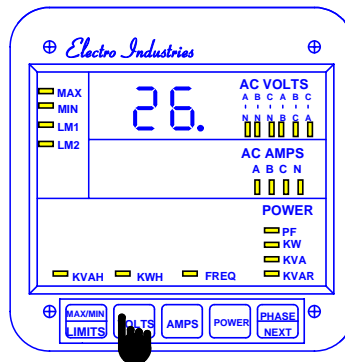 Electro Industries
MAX
MIN
LM1
LM2
26.
AC VOLTS
A B C A B C
- - - - - -
N N N B C A
AC AMPS
A B C N
POWER
PF
KW
KVA
KVAR
KVAH KWH FREQ
MAX/MIN
LIMITS
VOLTS
AMPS
POWER
PHASE
NEXT